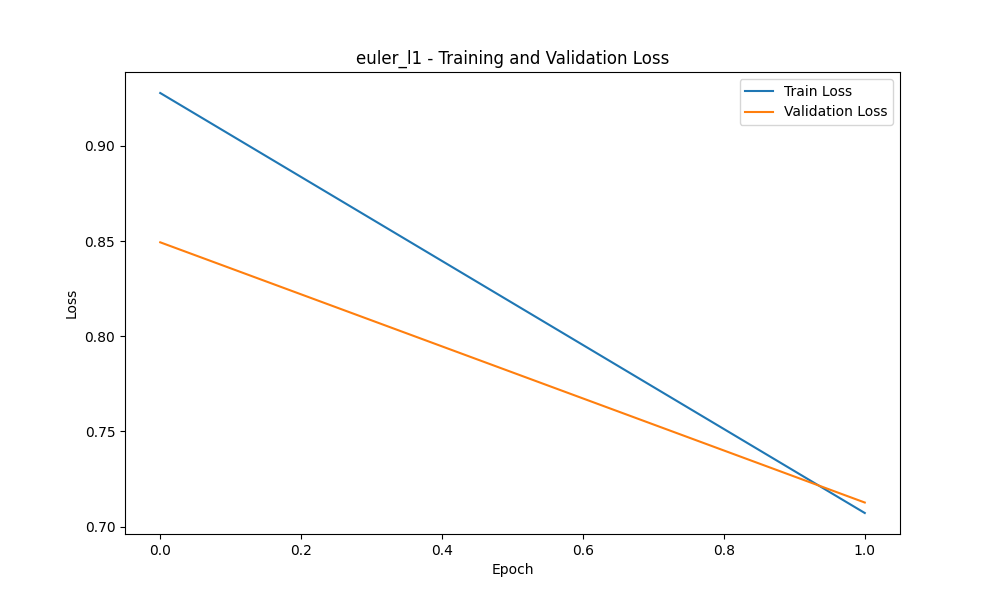 euler_l1 - Training and Validation Loss
Train Loss
Validation Loss
0.90
0.85
0.80
0.75
0.70
Loss
0.0 0.2 0.4 0.6 0.8 1.0
Epoch